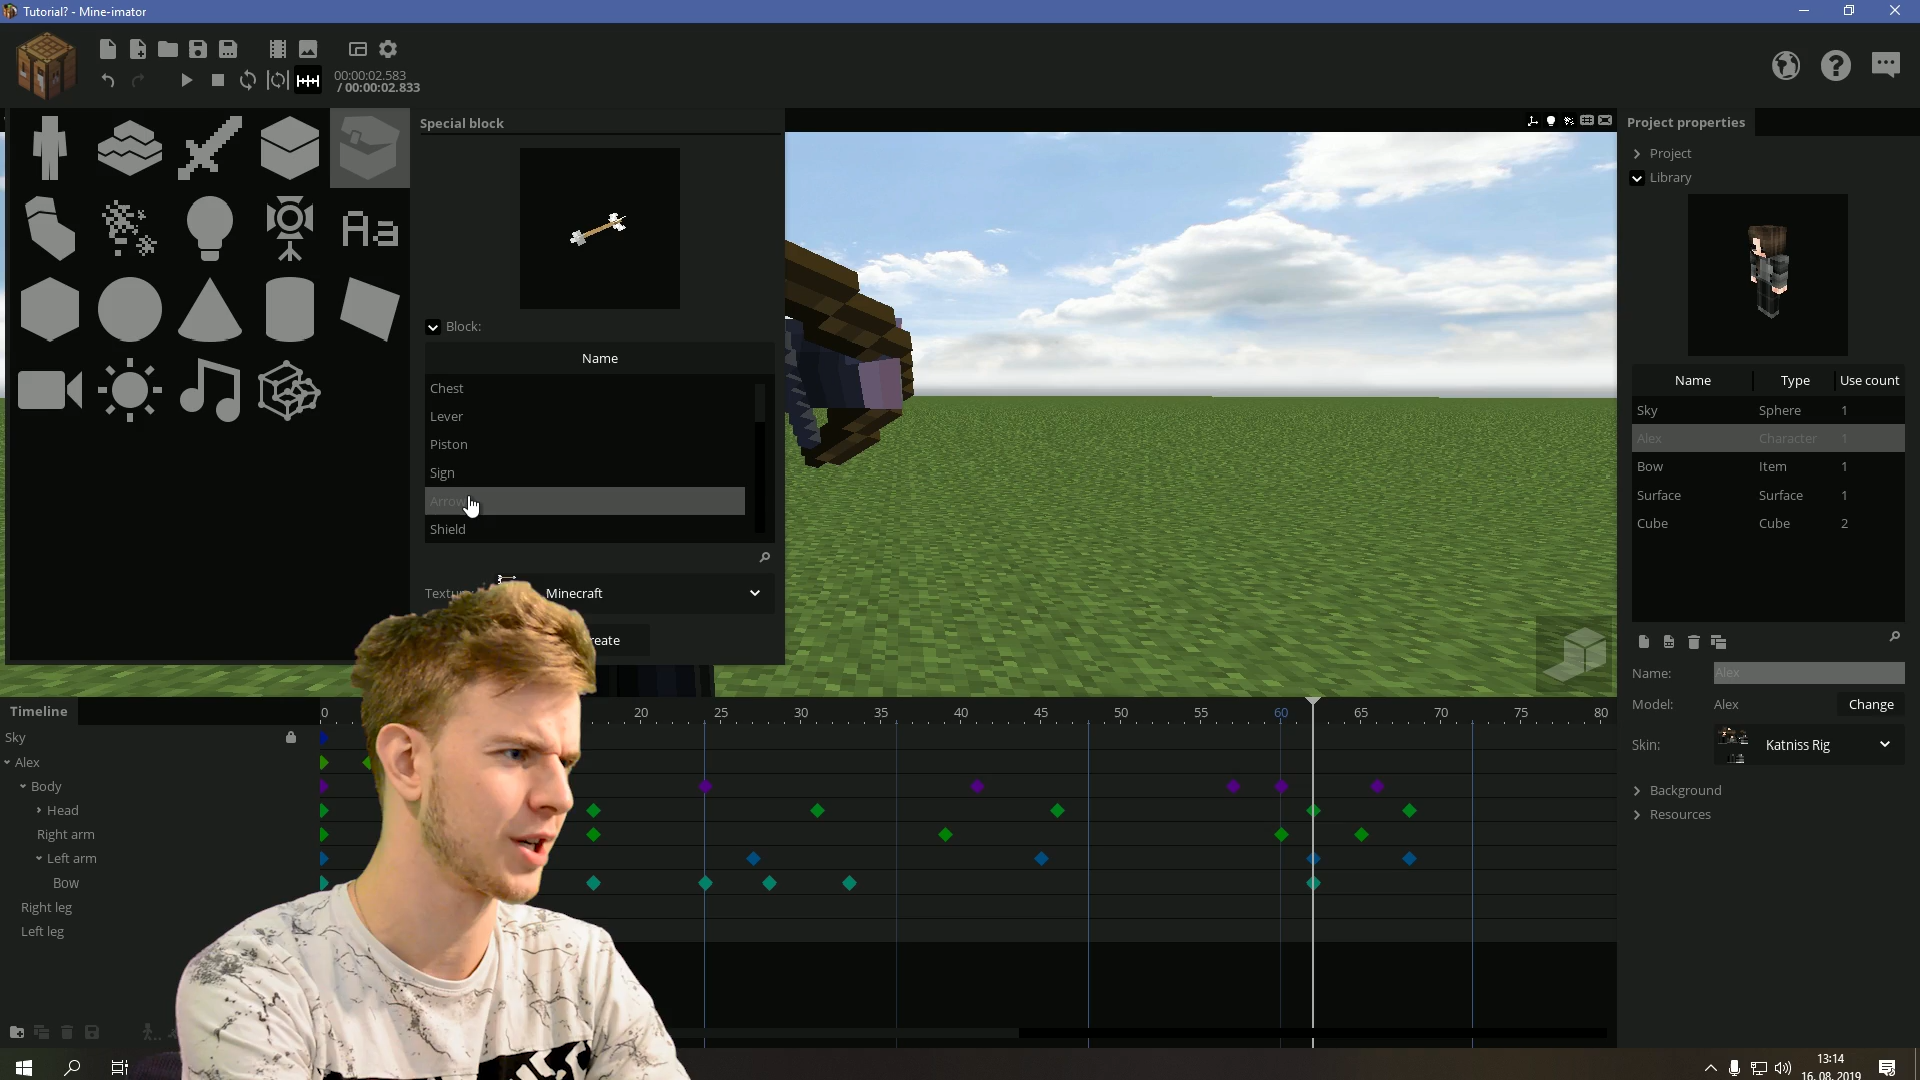 Tutorial? - Mine-imator
00:00:02.583
/ 00:00:02.833
Special block
Block:
Name
Chest
Lever
Piston
Sign
Arrow
Shield
Minecraft
Project properties
Project
Library
Name Type Use count
Sky Sphere 1
Alex Character 1
Bow Item 1
Surface Surface 1
Cube Cube 2
Name: Alex
Model: Alex Change
Skin: Katniss Rig
Background
Resources
Timeline
0 20 25 30 35 40 45 50 55 60 65 70 75 80
Sky
Alex
Body
Head
Right arm
Left arm
Bow
Right leg
Left leg
13:14
16.08.2019